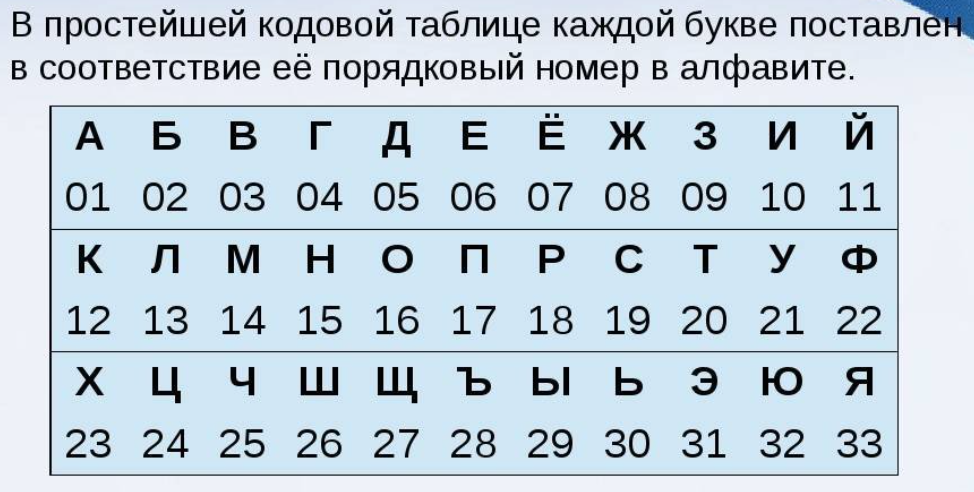 В простейшей кодовой таблице каждой букве поставлен
в соответствие её порядковый номер в алфавите.
А Б В Г Д Е Ё Ж З И Й
01 02 03 04 05 06 07 08 09 10 11
К Л М Н О П Р С Т У Ф
12 13 14 15 16 17 18 19 20 21 22
Х Ц Ч Ш Щ Ъ Ы Ь Э Ю Я
23 24 25 26 27 28 29 30 31 32 33